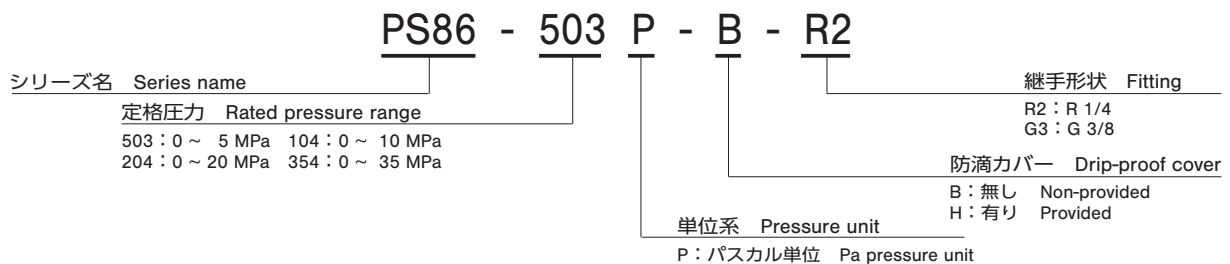 PS86 - 503 P - B - R2
シリーズ名 Series name
定格圧力 Rated pressure range
503：0 ~ 5 MPa 104：0 ~ 10 MPa
204：0 ~ 20 MPa 354：0 ~ 35 MPa
継手形状 Fitting
R2：R 1/4
G3：G 3/8
防滴カバー Drip-proof cover
B：無し Non-provided
H：有り Provided
単位系 Pressure unit
P：パスカル単位 Pa pressure unit